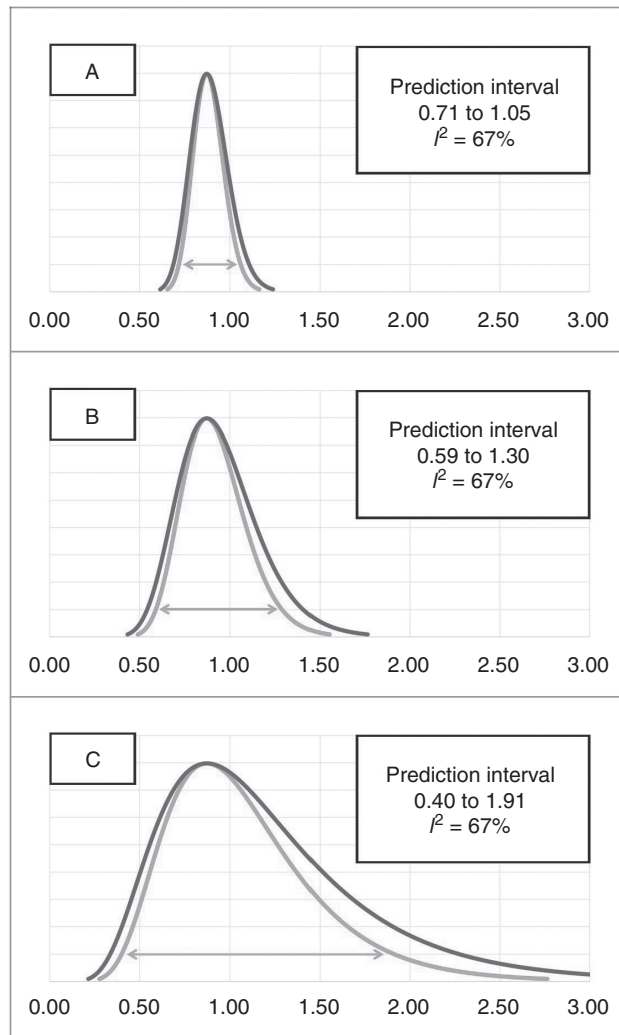 A
Prediction interval
0.71 to 1.05
I² = 67%
0.00 0.50 1.00 1.50 2.00 2.50 3.00
B
Prediction interval
0.59 to 1.30
I² = 67%
0.00 0.50 1.00 1.50 2.00 2.50 3.00
C
Prediction interval
0.40 to 1.91
I² = 67%
0.00 0.50 1.00 1.50 2.00 2.50 3.00